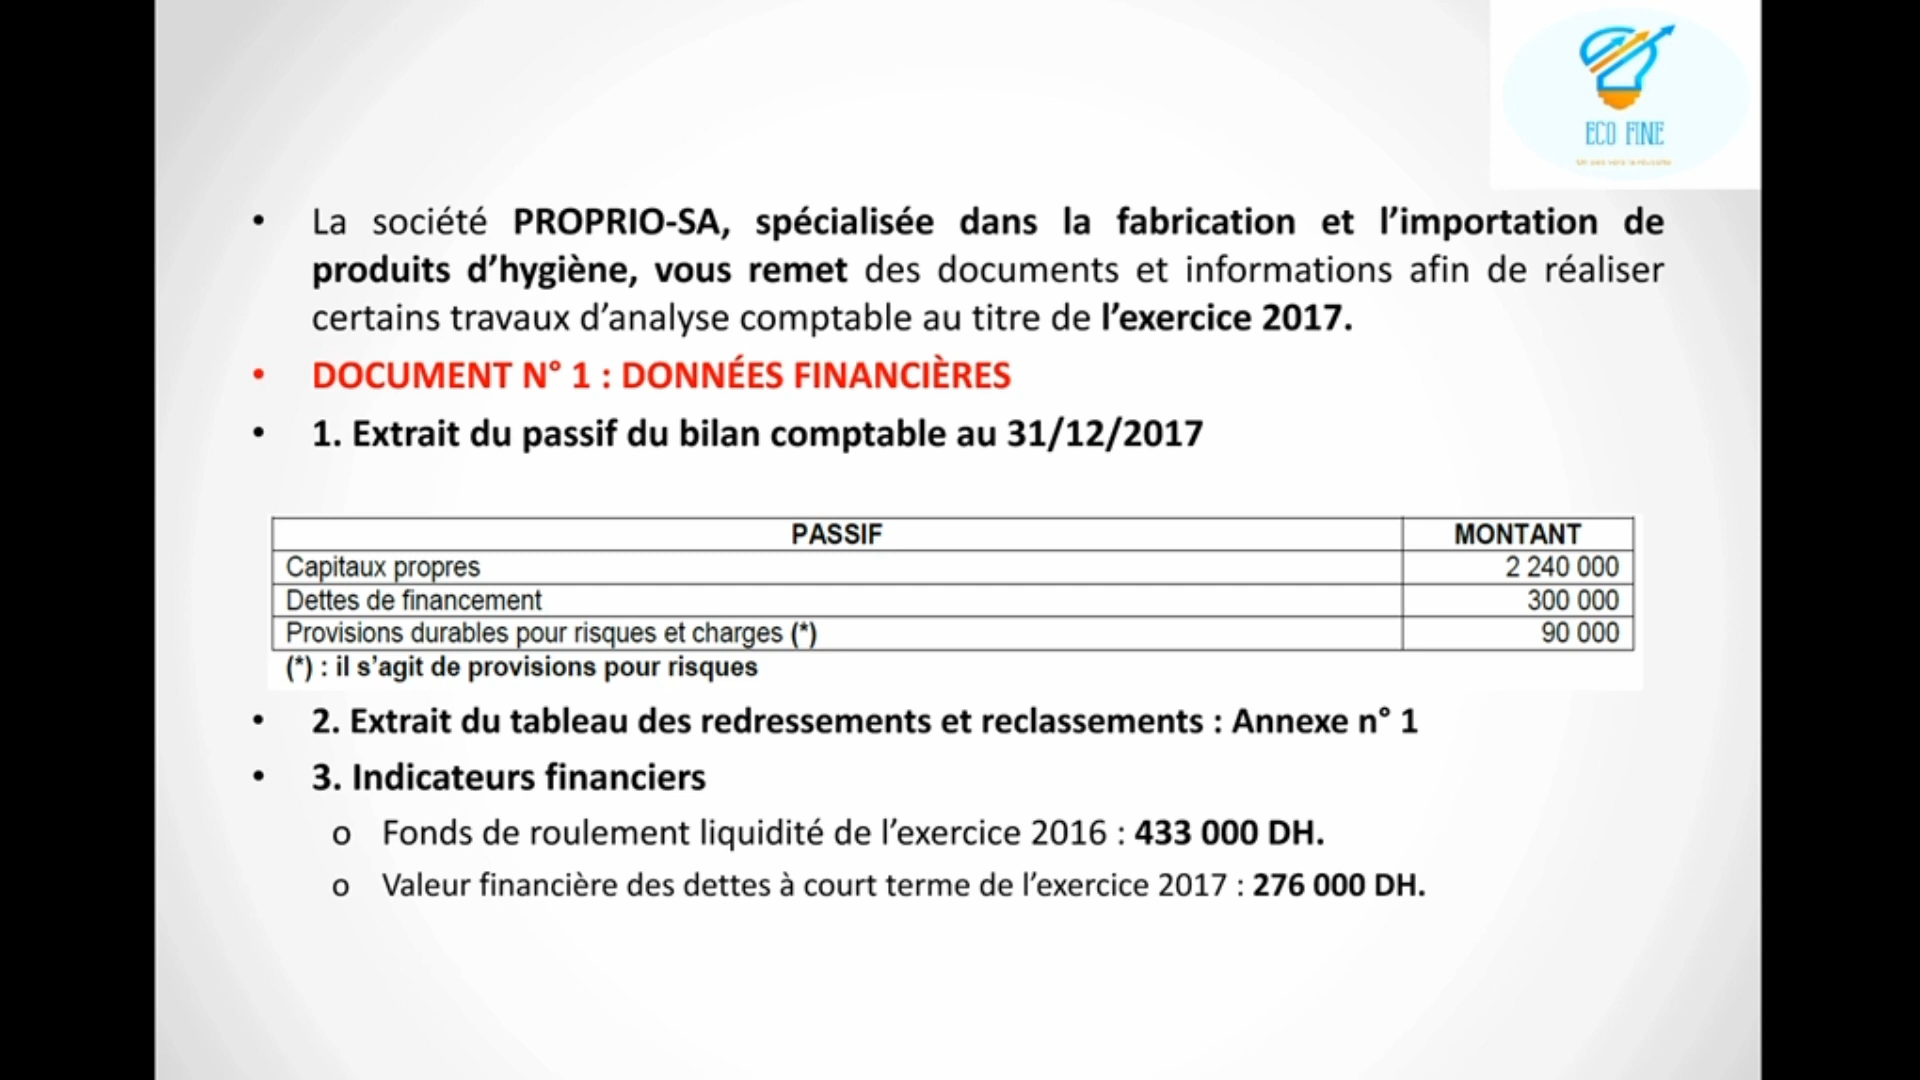 ECO FINE
• La société PROPRIO-SA, spécialisée dans la fabrication et l’importation de
produits d’hygiène, vous remet des documents et informations afin de réaliser
certains travaux d’analyse comptable au titre de l’exercice 2017.
• DOCUMENT N° 1 : DONNÉES FINANCIÈRES
• 1. Extrait du passif du bilan comptable au 31/12/2017
PASSIF MONTANT
Capitaux propres 2 240 000
Dettes de financement 300 000
Provisions durables pour risques et charges (*) 90 000
(*) : il s’agit de provisions pour risques
• 2. Extrait du tableau des redressements et reclassements : Annexe n° 1
• 3. Indicateurs financiers
o Fonds de roulement liquidité de l’exercice 2016 : 433 000 DH.
o Valeur financière des dettes à court terme de l’exercice 2017 : 276 000 DH.